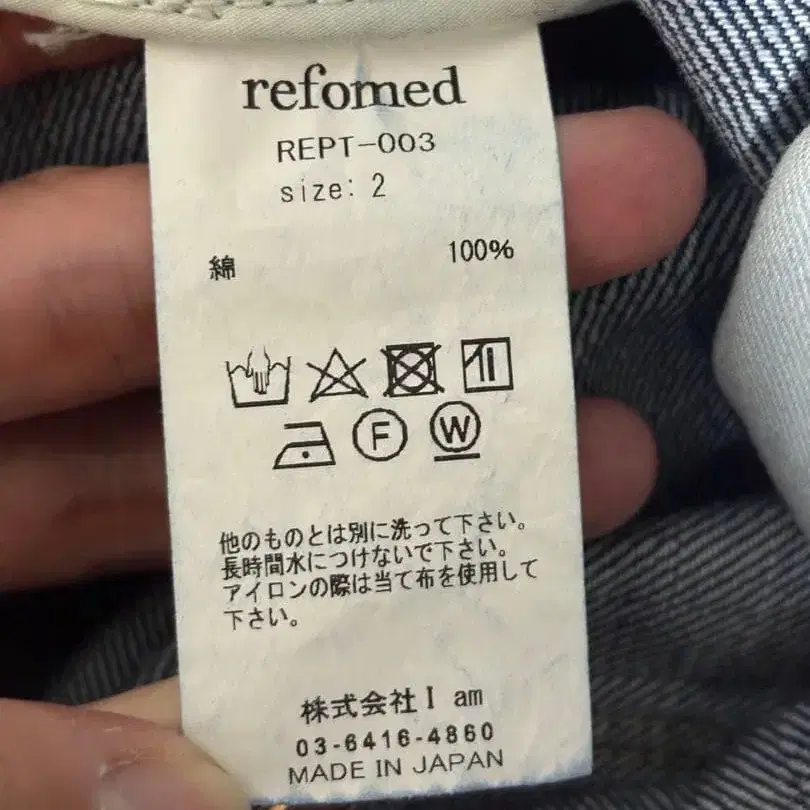 refomed
REPT-003
size: 2
綿 100%
F W
他のものとは別に洗って下さい。
長時間水につけないで下さい。
アイロンの際は当て布を使用して
下さい。
株式会社I am
03-6416-4860
MADE IN JAPAN